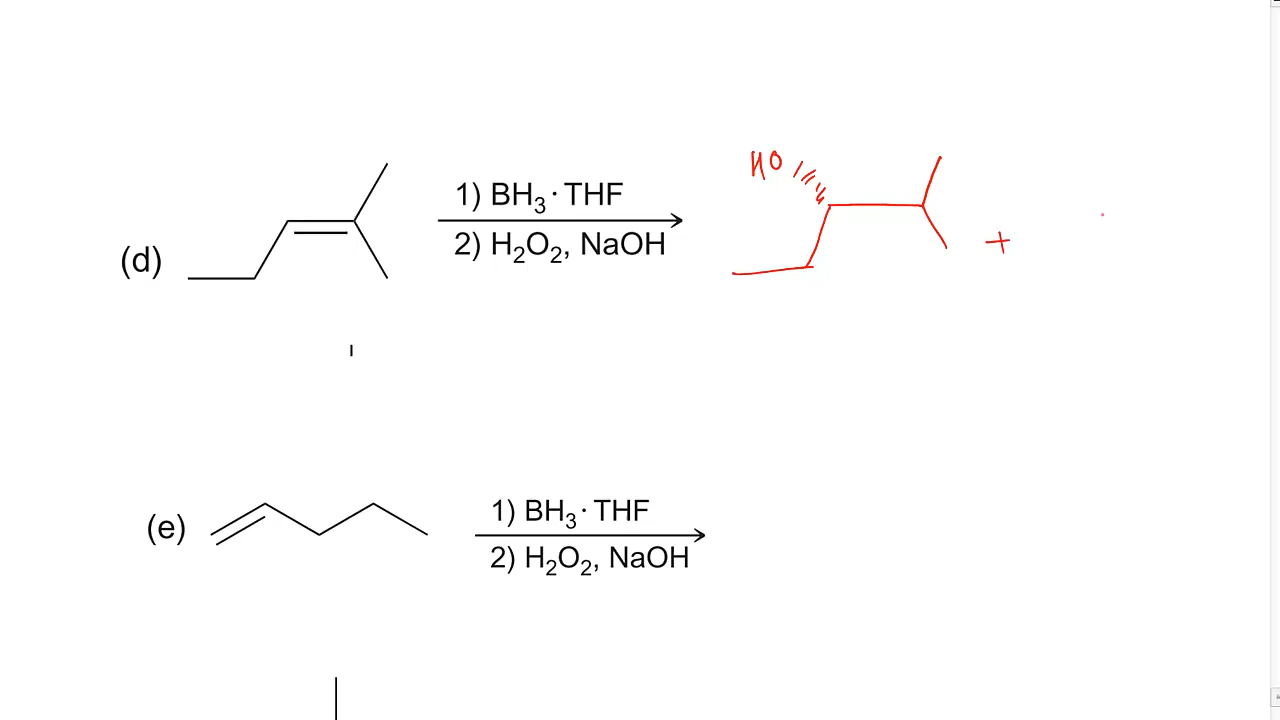 HO
1) BH₃·THF
(d)
2) H₂O₂, NaOH
+
1) BH₃·THF
(e)
2) H₂O₂, NaOH